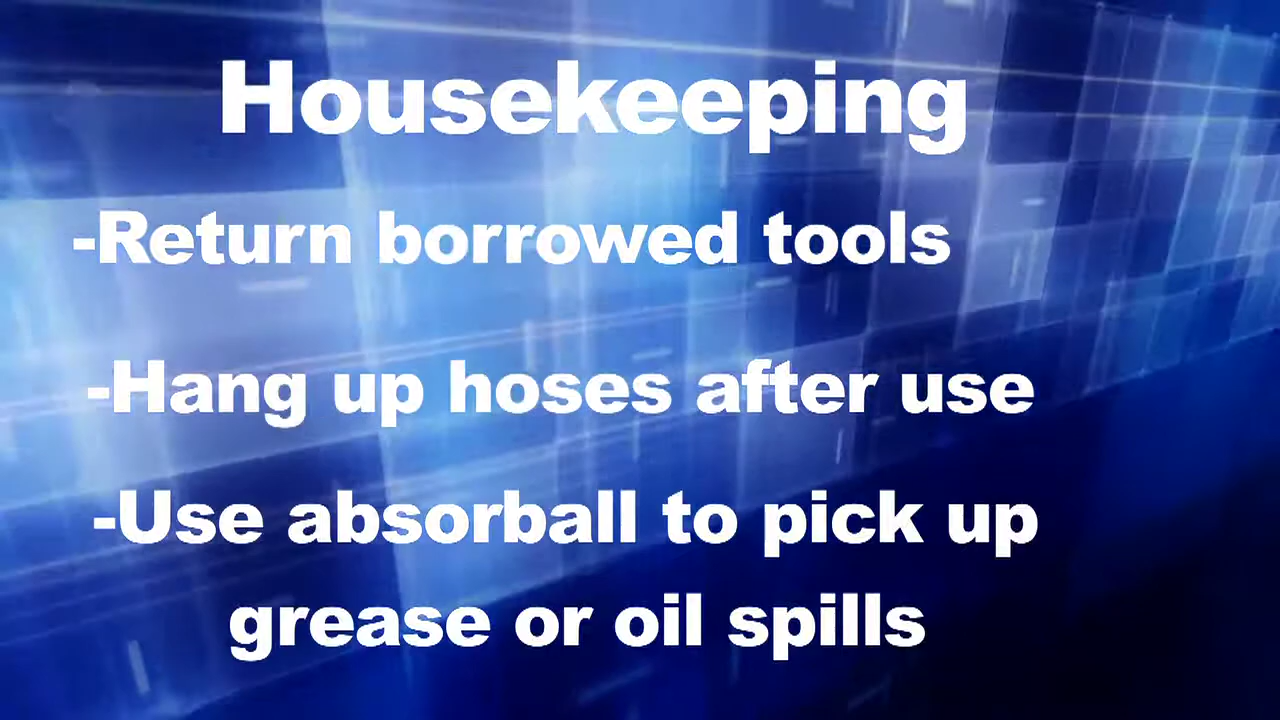 Housekeeping
-Return borrowed tools
-Hang up hoses after use
-Use absorball to pick up
grease or oil spills